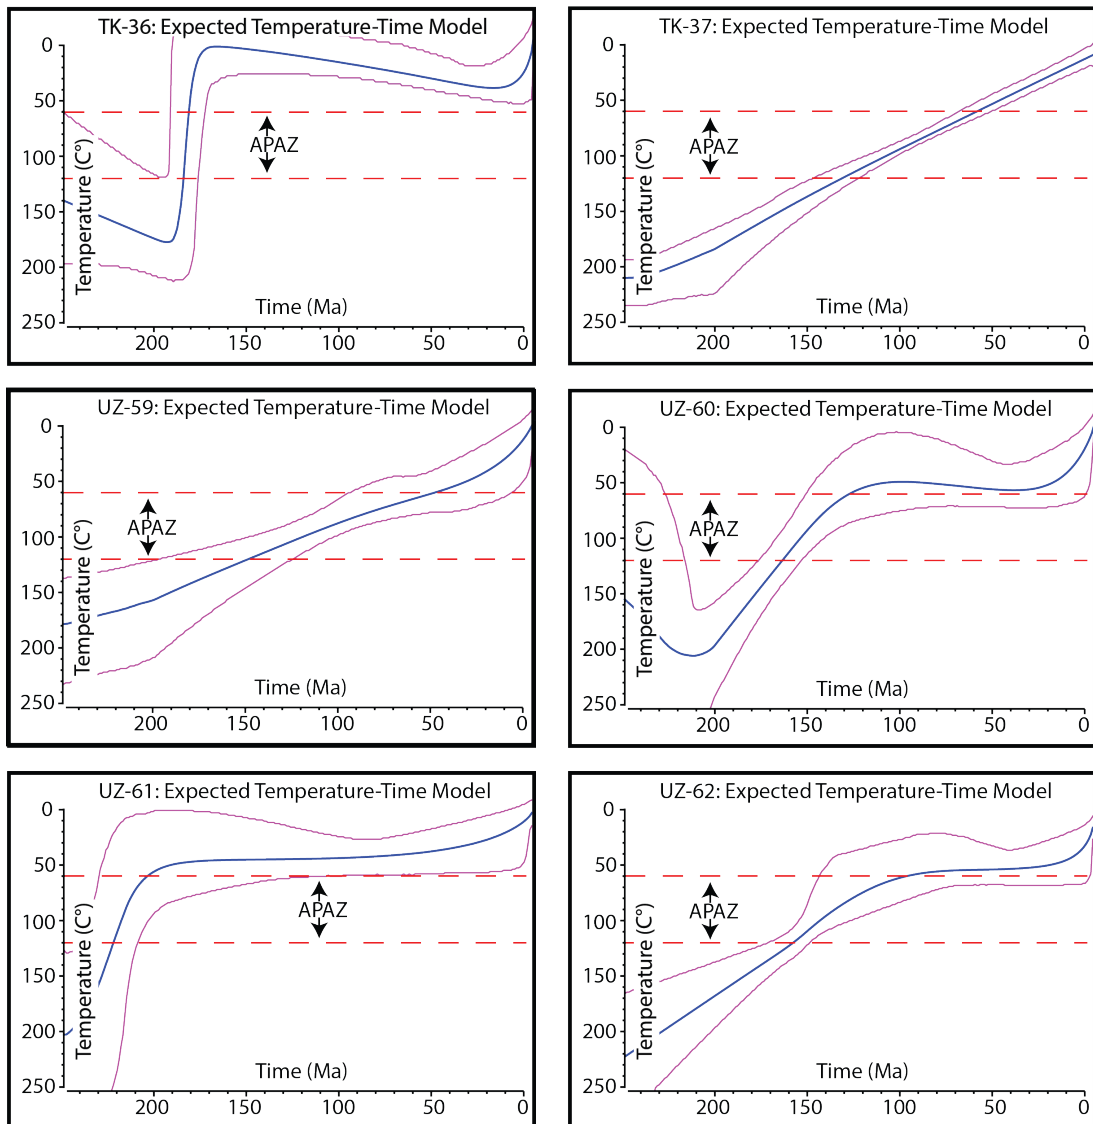 TK-36: Expected Temperature-Time Model
0
50
100
150
200
250
Temperature (C°)
APAZ
Time (Ma)
200 150 100 50 0
TK-37: Expected Temperature-Time Model
0
50
100
150
200
250
Temperature (C°)
APAZ
Time (Ma)
200 150 100 50 0
UZ-59: Expected Temperature-Time Model
0
50
100
150
200
250
Temperature (C°)
APAZ
Time (Ma)
200 150 100 50 0
UZ-60: Expected Temperature-Time Model
0
50
100
150
200
250
Temperature (C°)
APAZ
Time (Ma)
200 150 100 50 0
UZ-61: Expected Temperature-Time Model
0
50
100
150
200
250
Temperature (C°)
APAZ
Time (Ma)
200 150 100 50 0
UZ-62: Expected Temperature-Time Model
0
50
100
150
200
250
Temperature (C°)
APAZ
Time (Ma)
200 150 100 50 0